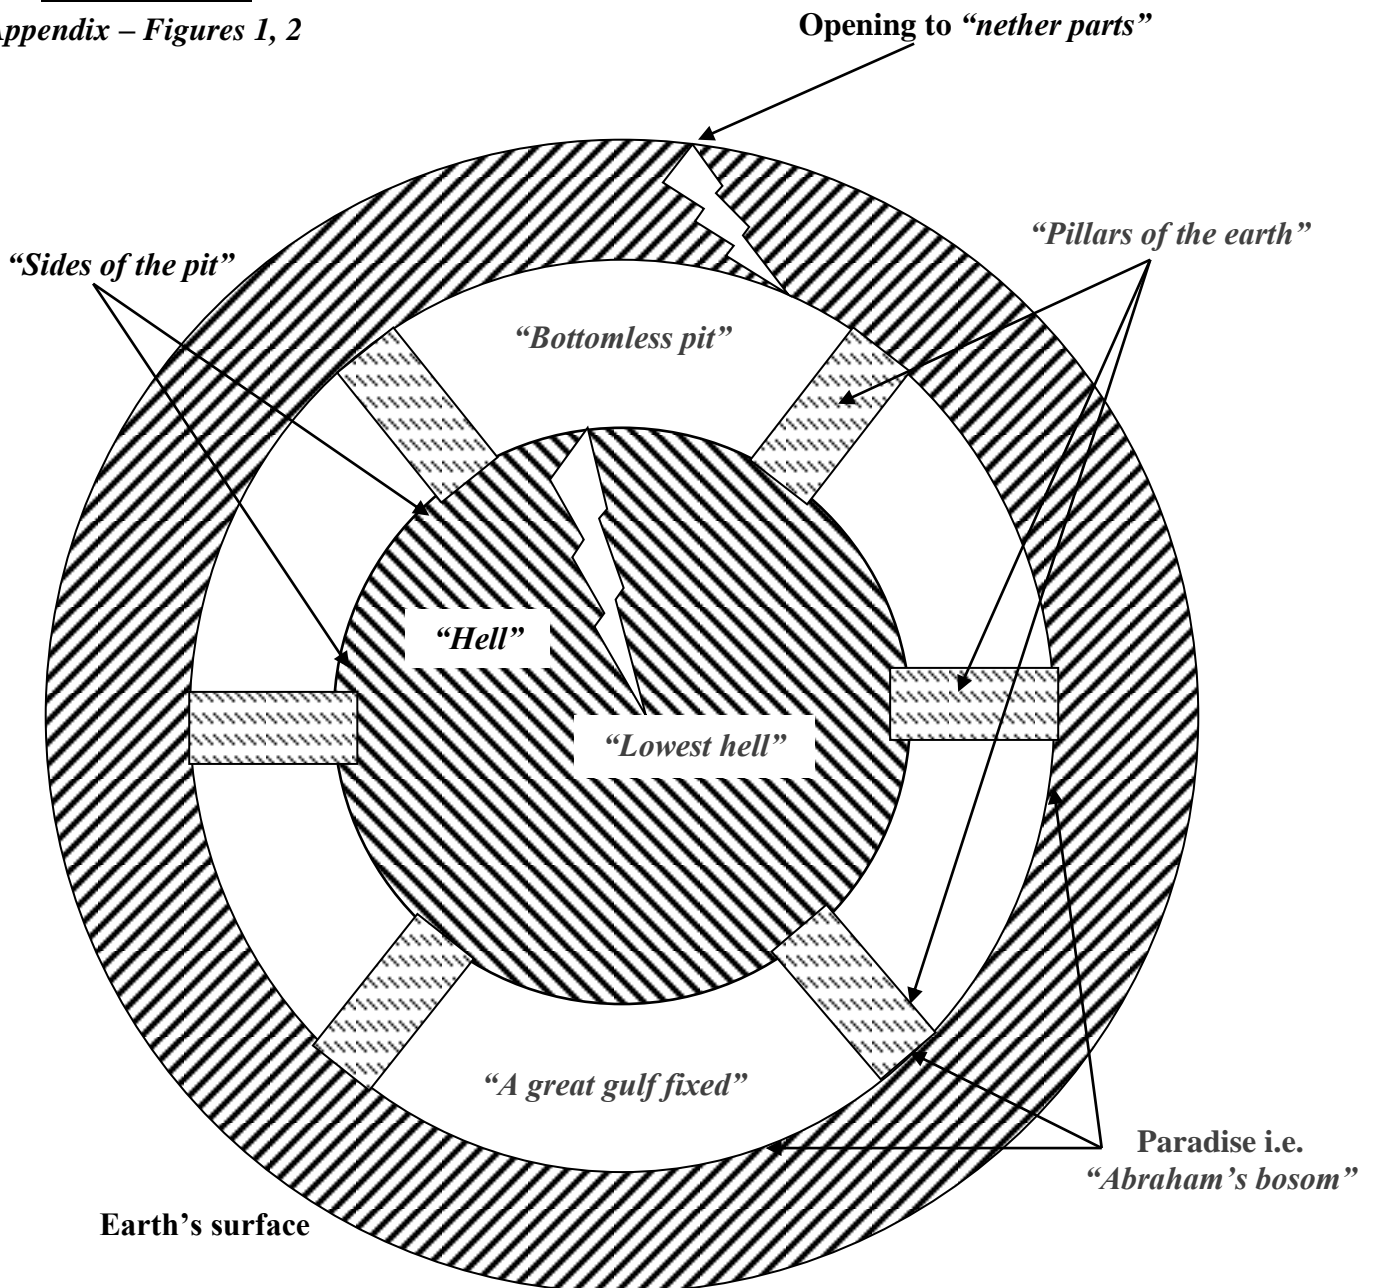 Appendix – Figures 1, 2
Opening to “nether parts”
“Pillars of the earth”
“Sides of the pit”
“Bottomless pit”
“Hell”
“Lowest hell”
“A great gulf fixed”
Paradise i.e.
“Abraham’s bosom”
Earth’s surface